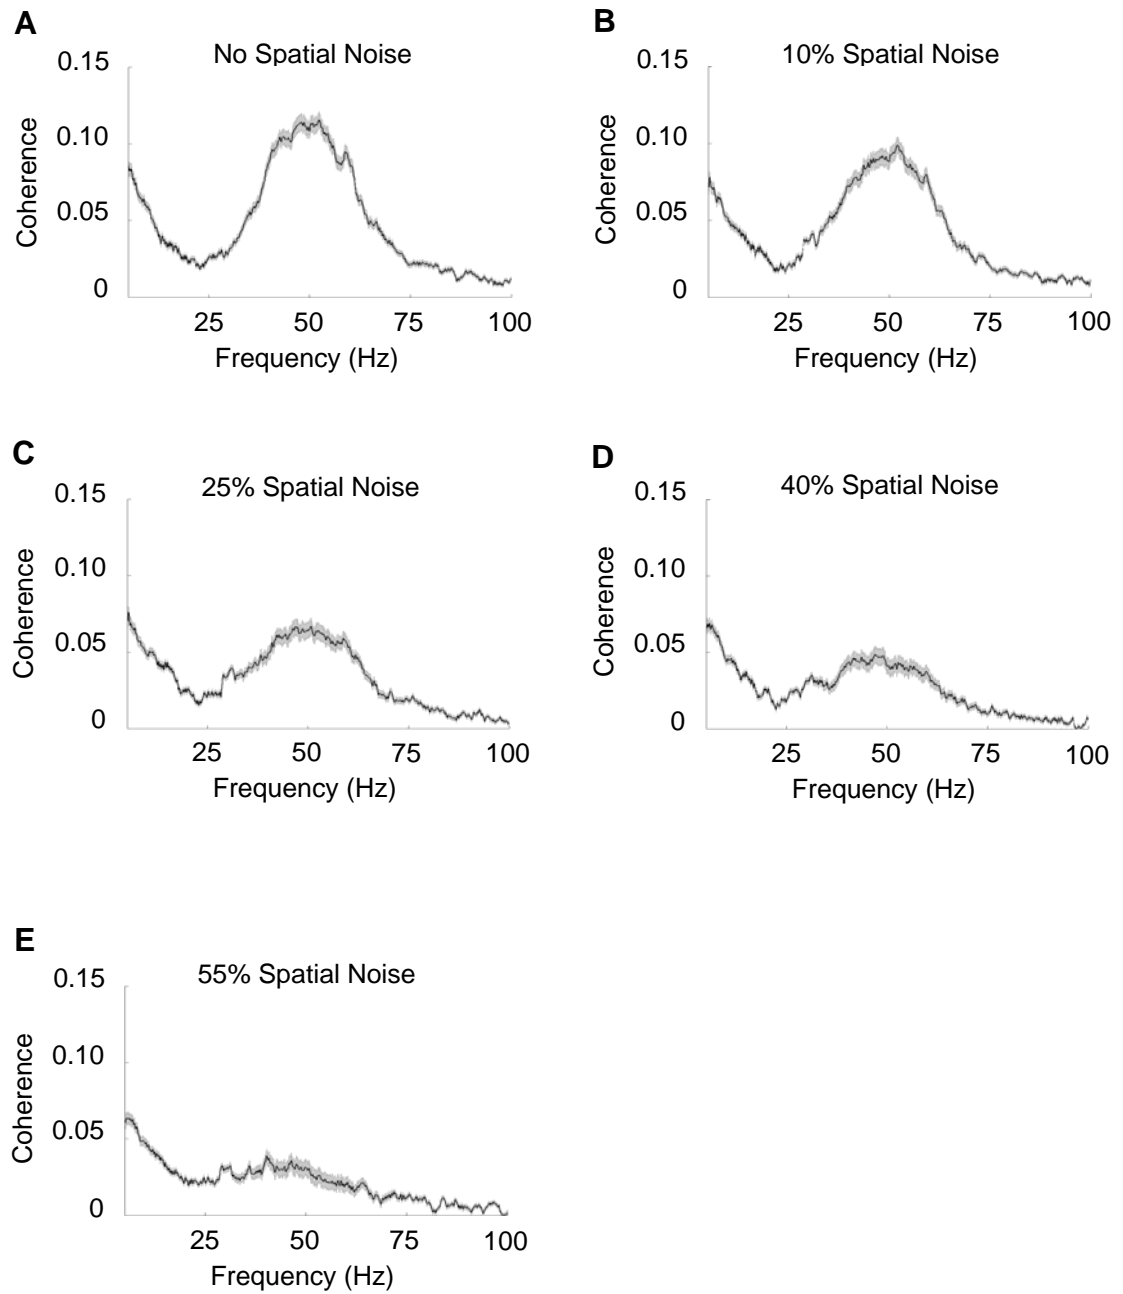 A
No Spatial Noise
0.15
0.10
0.05
0
Coherence
25 50 75 100
Frequency (Hz)
B
10% Spatial Noise
0.15
0.10
0.05
0
Coherence
25 50 75 100
Frequency (Hz)
C
25% Spatial Noise
0.15
0.10
0.05
0
Coherence
25 50 75 100
Frequency (Hz)
D
40% Spatial Noise
0.15
0.10
0.05
0
Coherence
25 50 75 100
Frequency (Hz)
E
55% Spatial Noise
0.15
0.10
0.05
0
Coherence
25 50 75 100
Frequency (Hz)